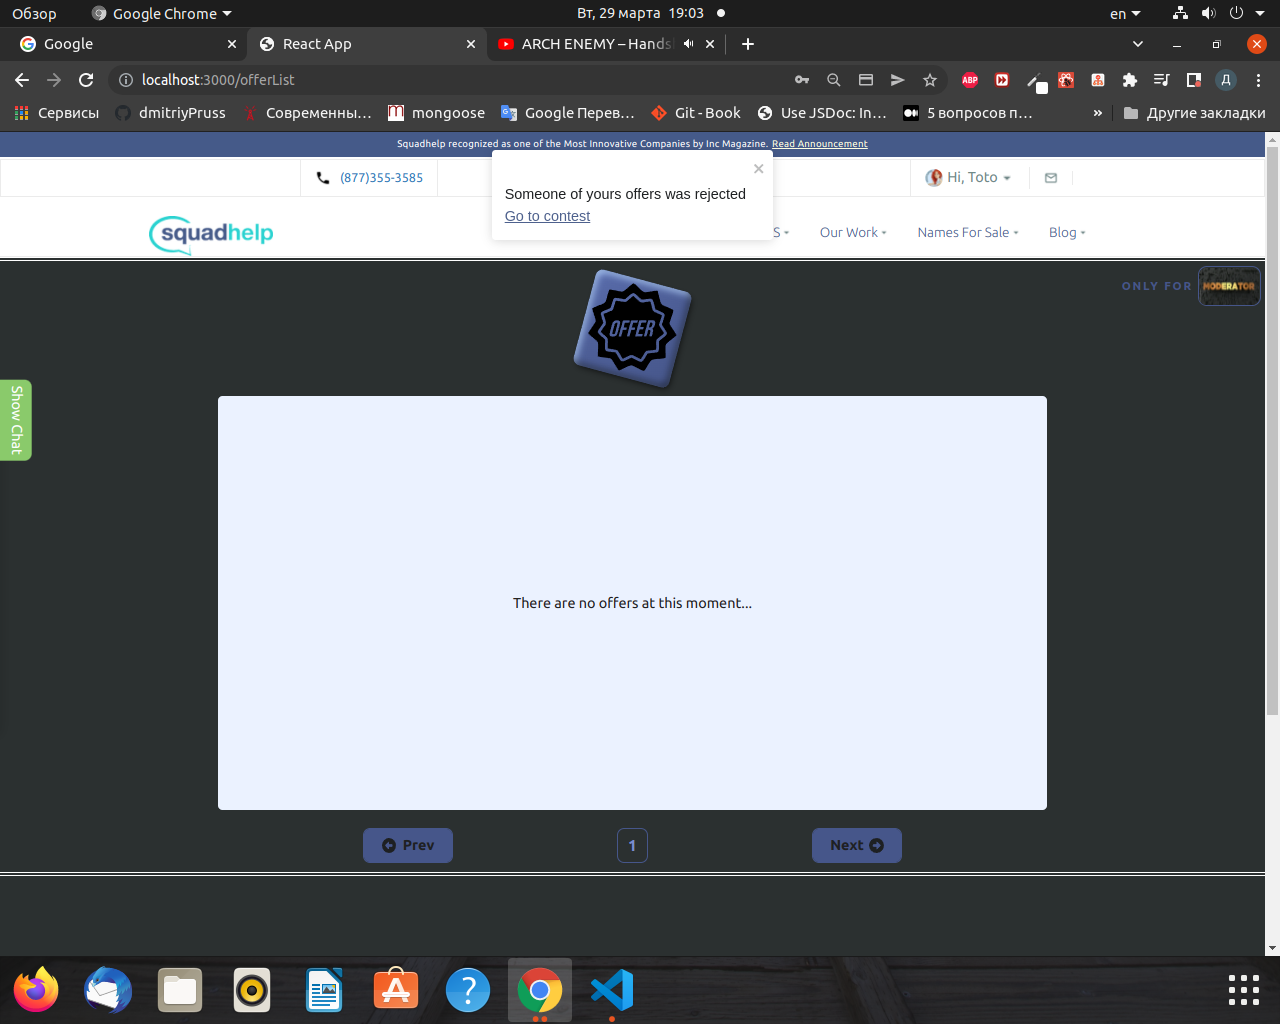 Обзор
Google Chrome
Вт, 29 марта 19:03
en
Google
React App
ARCH ENEMY – Hands
localhost:3000/offerList
ABP
Д
Сервисы
dmitriyPruss
Современны...
mongoose
Google Перев...
Git - Book
Use JSDoc: In...
5 вопросов п...
»
Другие закладки
Squadhelp recognized as one of the Most Innovative Companies by Inc Magazine. Read Announcement
(877)355-3585
Hi, Toto
Someone of yours offers was rejected
Go to contest
squadhelp
S
Our Work
Names For Sale
Blog
OFFER
ONLY FOR
MODERATOR
Show Chat
There are no offers at this moment...
Prev
1
Next